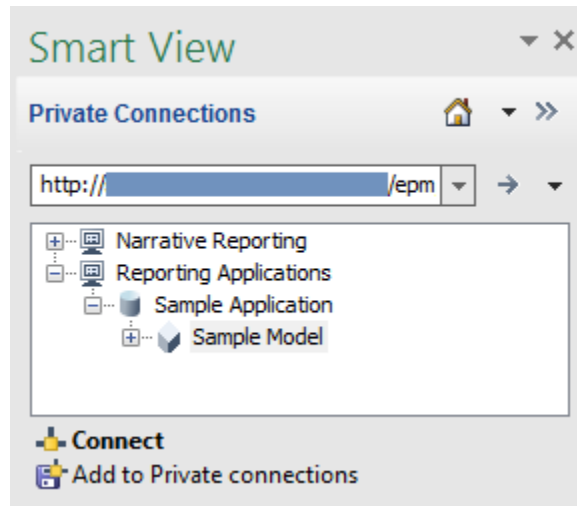 Smart View
Private Connections
http:// /epm
Narrative Reporting
Reporting Applications
Sample Application
Sample Model
Connect
Add to Private connections